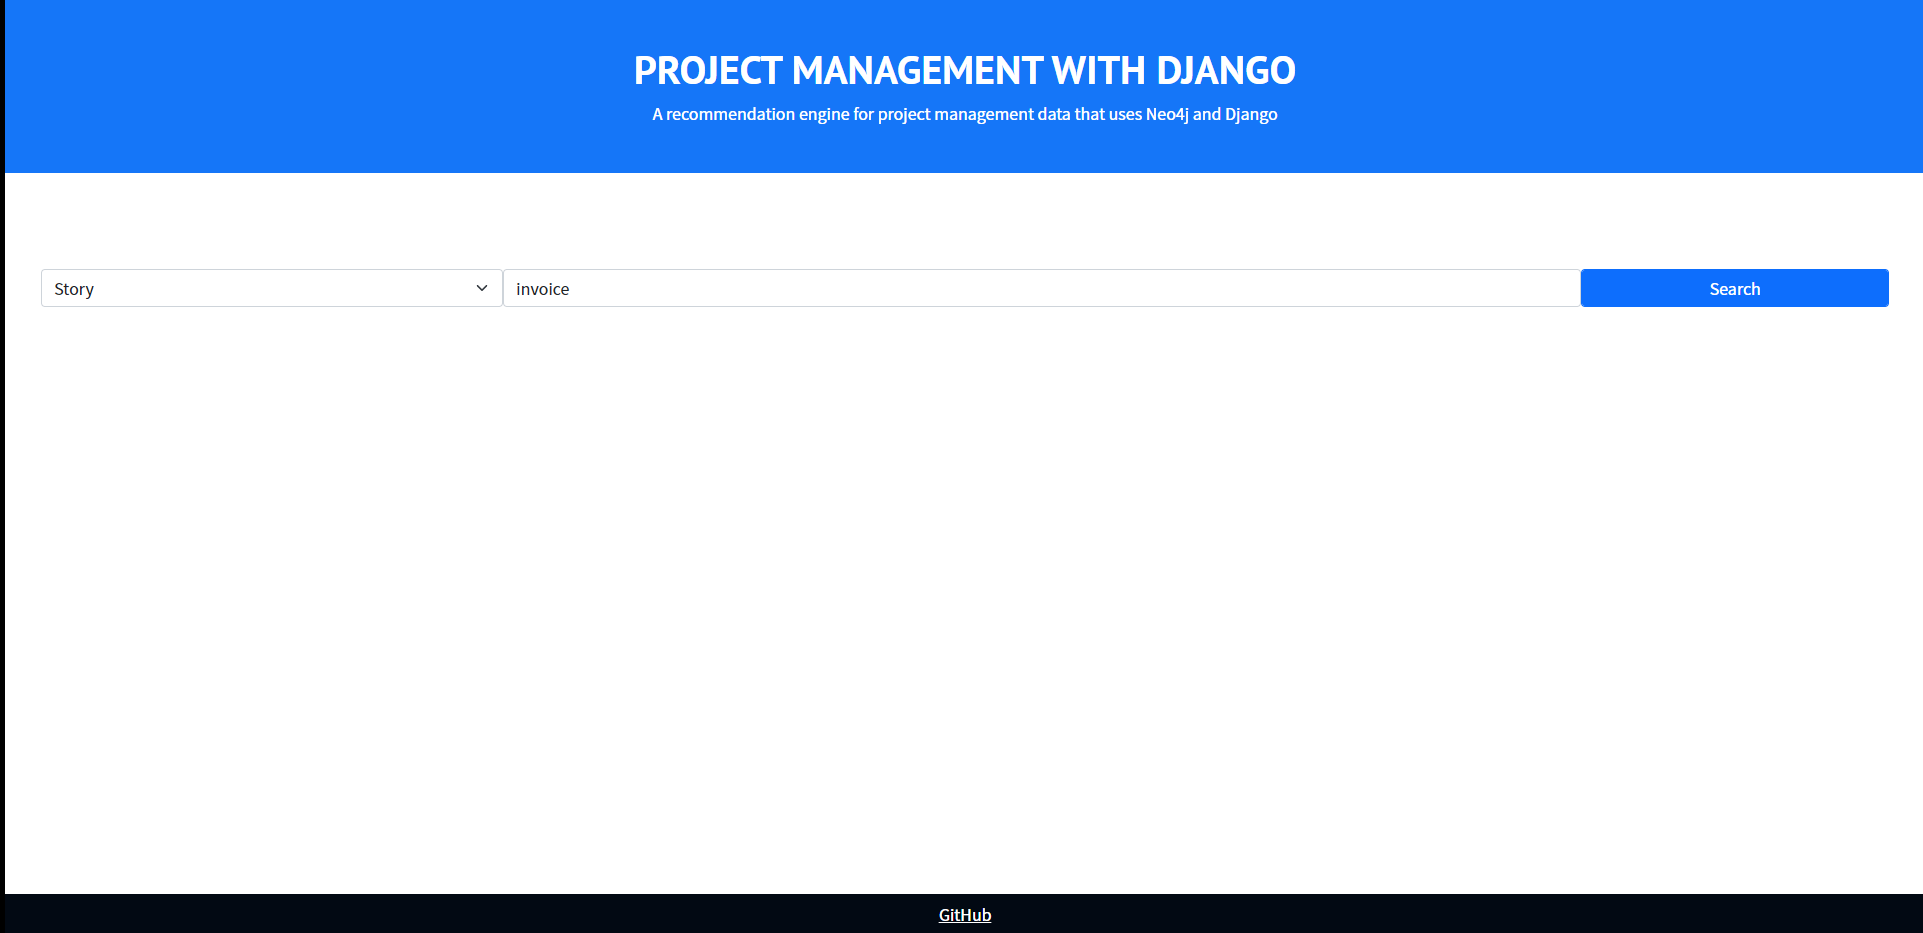 PROJECT MANAGEMENT WITH DJANGO
A recommendation engine for project management data that uses Neo4j and Django
Story
invoice
Search
GitHub